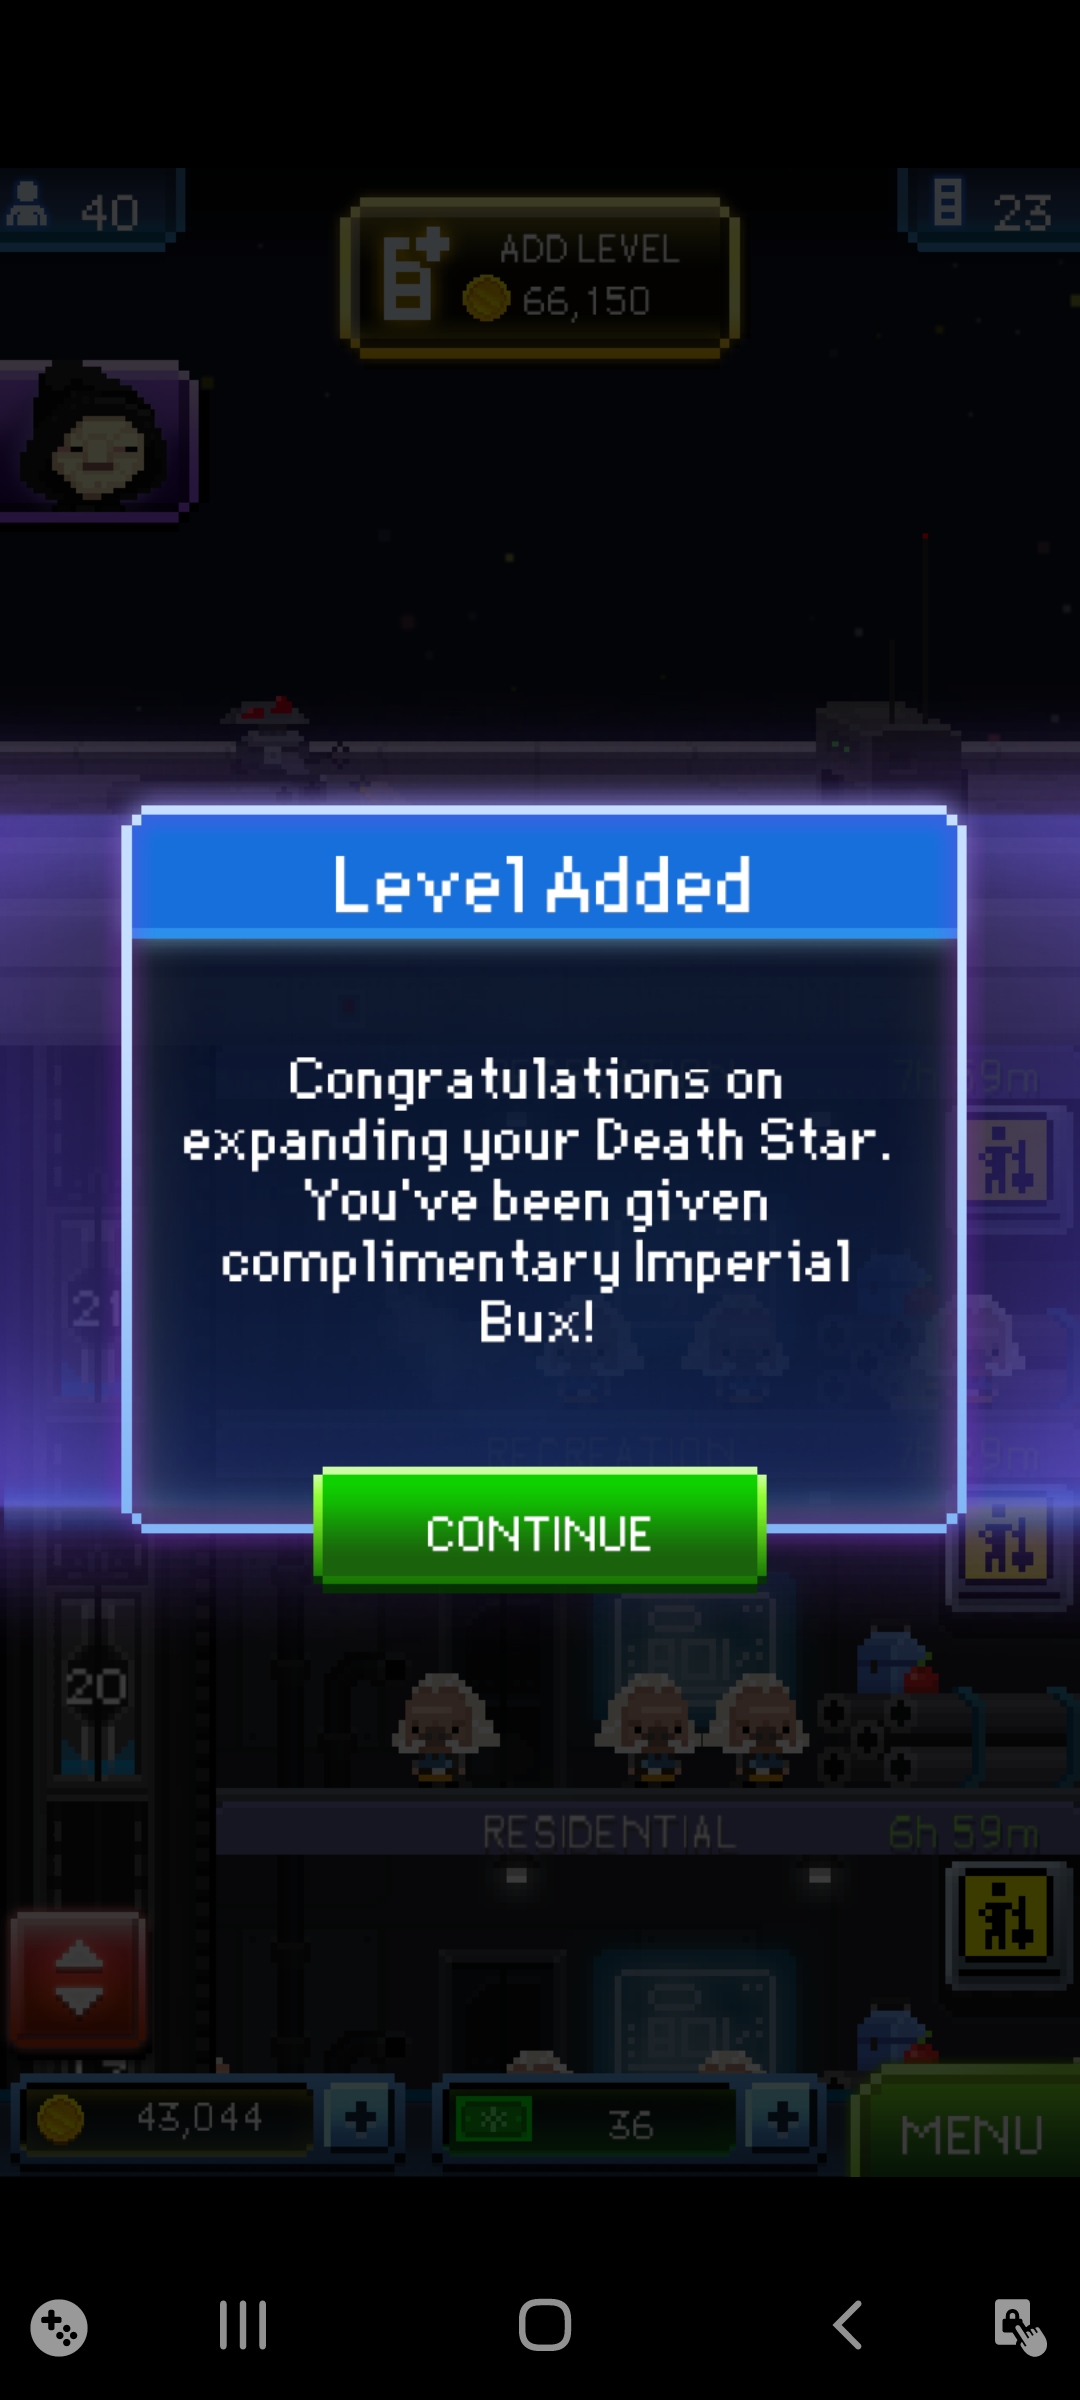 40
23
ADD LEVEL
66,150
Level Added
Congratulations on
expanding your Death Star.
You've been given
complimentary Imperial
Bux!
21
RECREATION
CONTINUE
20
RESIDENTIAL 6h 59m
43,044
36
MENU